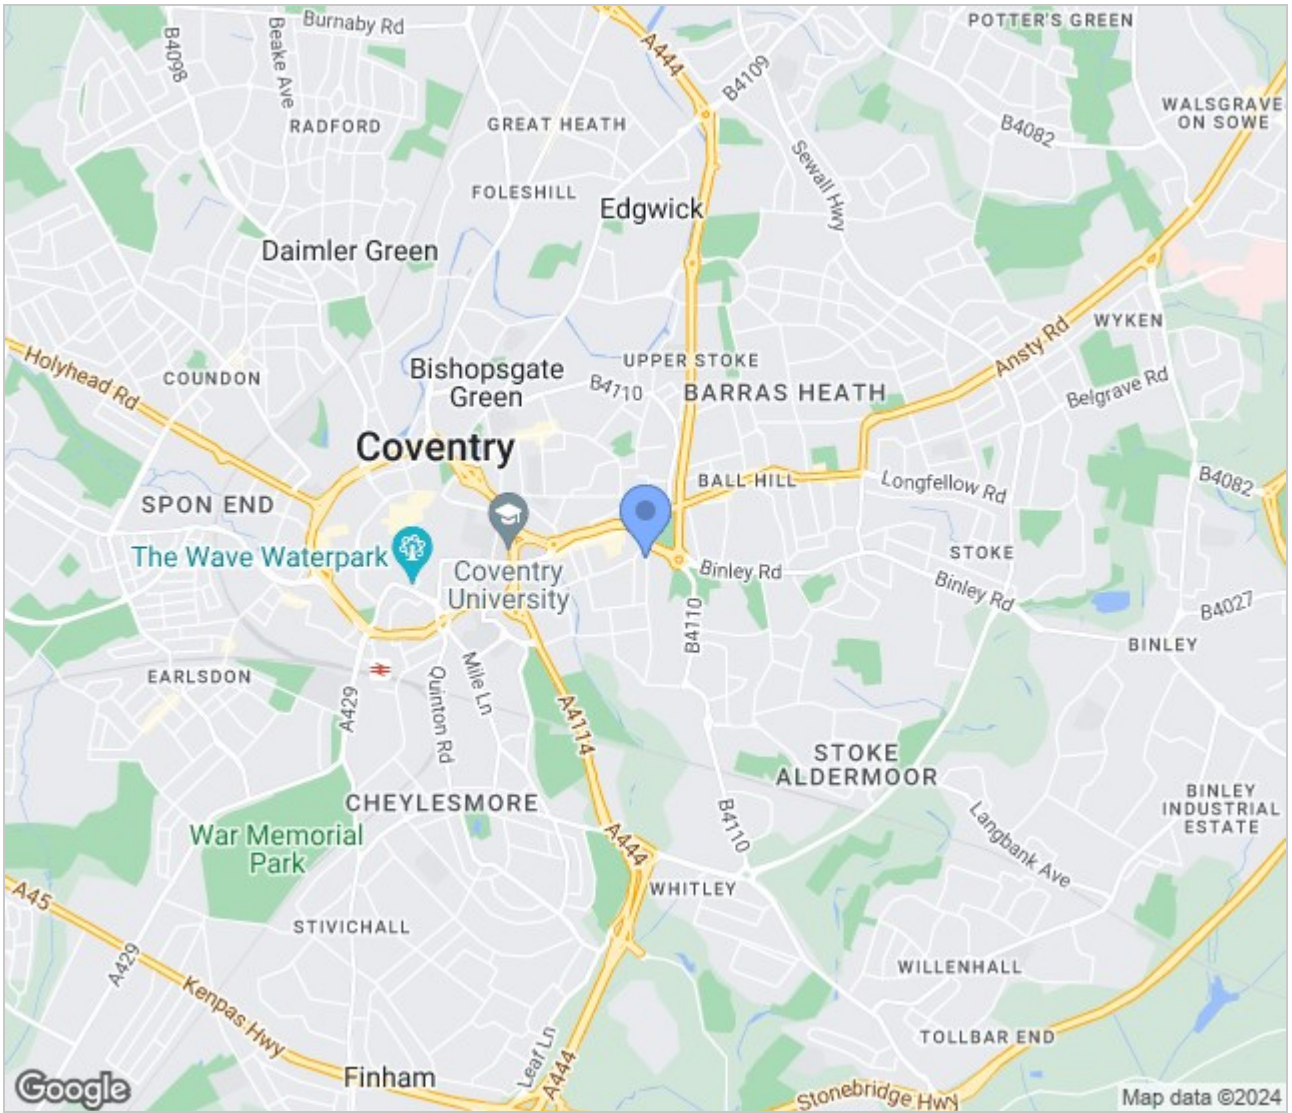 Burnaby Rd
POTTER'S GREEN
B4098
Beake Ave
A444
B4109
WALSGRAVE
ON SOWE
RADFORD
GREAT HEATH
B4082
Sewall Hwy
FOLESHILL
Edgwick
Daimler Green
WYKEN
Ansty Rd
Holyhead Rd
COUNDON
Bishopsgate
Green
UPPER STOKE
B4110
BARRAS HEATH
Belgrave Rd
Coventry
BALL HILL
Longfellow Rd
B4082
SPON END
The Wave Waterpark
Coventry
University
Binley Rd
STOKE
Binley Rd
B4027
B4110
BINLEY
EARLSDON
A429
Quinton Rd
Mile Ln
A4114
STOKE
ALDERMOOR
CHEYLESMORE
War Memorial
Park
A444
B4110
Langbank Ave
BINLEY
INDUSTRIAL
ESTATE
A45
WHITLEY
STIVICHALL
A429
WILLENHALL
Kenpas Hwy
TOLLBAR END
Leaf Ln
A444
Finham
Stonebridge Hwy
Google
Map data ©2024